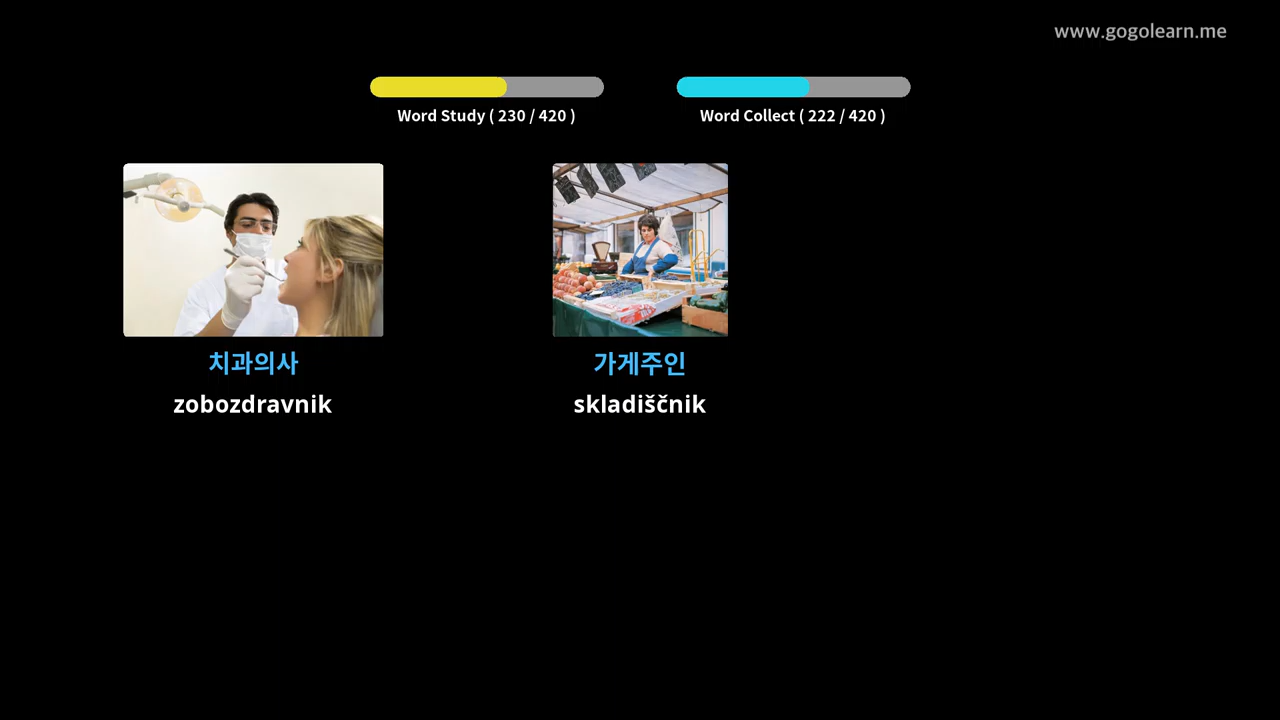 www.gogolearn.me
Word Study ( 230 / 420 )
Word Collect ( 222 / 420 )
치과의사
가게주인
zobozdravnik
skladiščnik